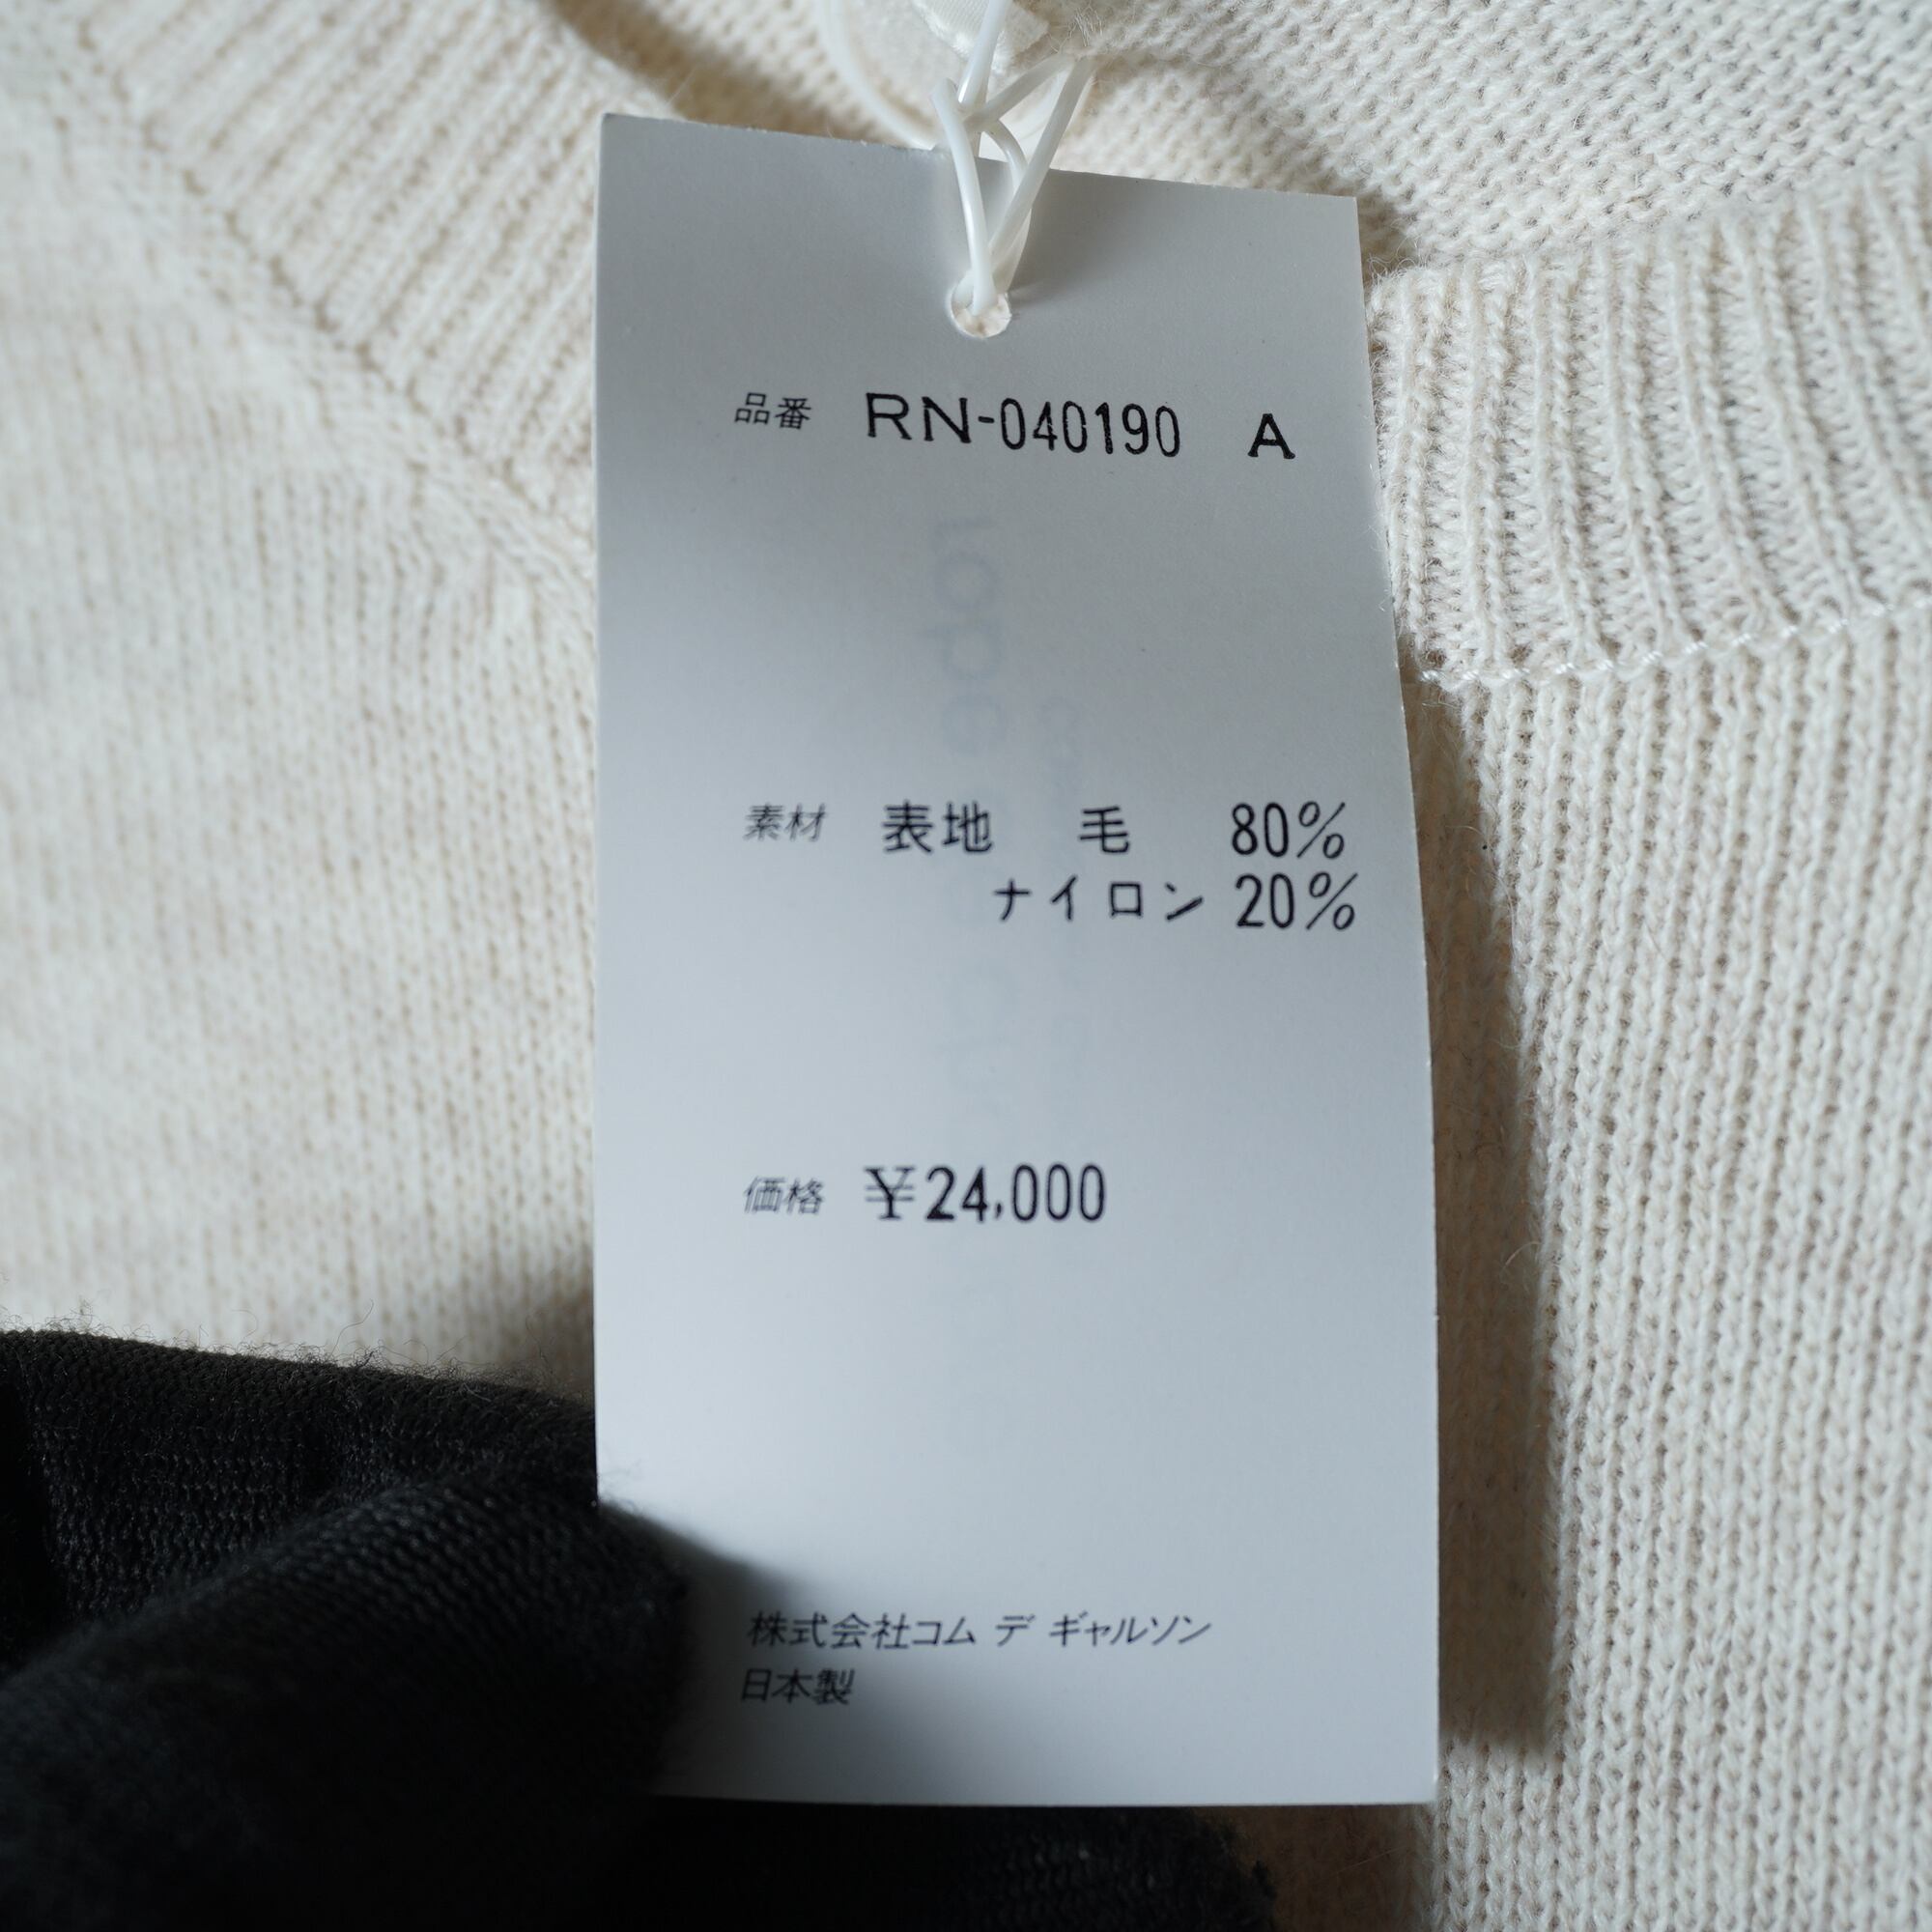 品番 RN-040190 A
素材 表地 毛 80%
ナイロン 20%
価格 ¥24,000
株式会社コム デ ギャルソン
日本製